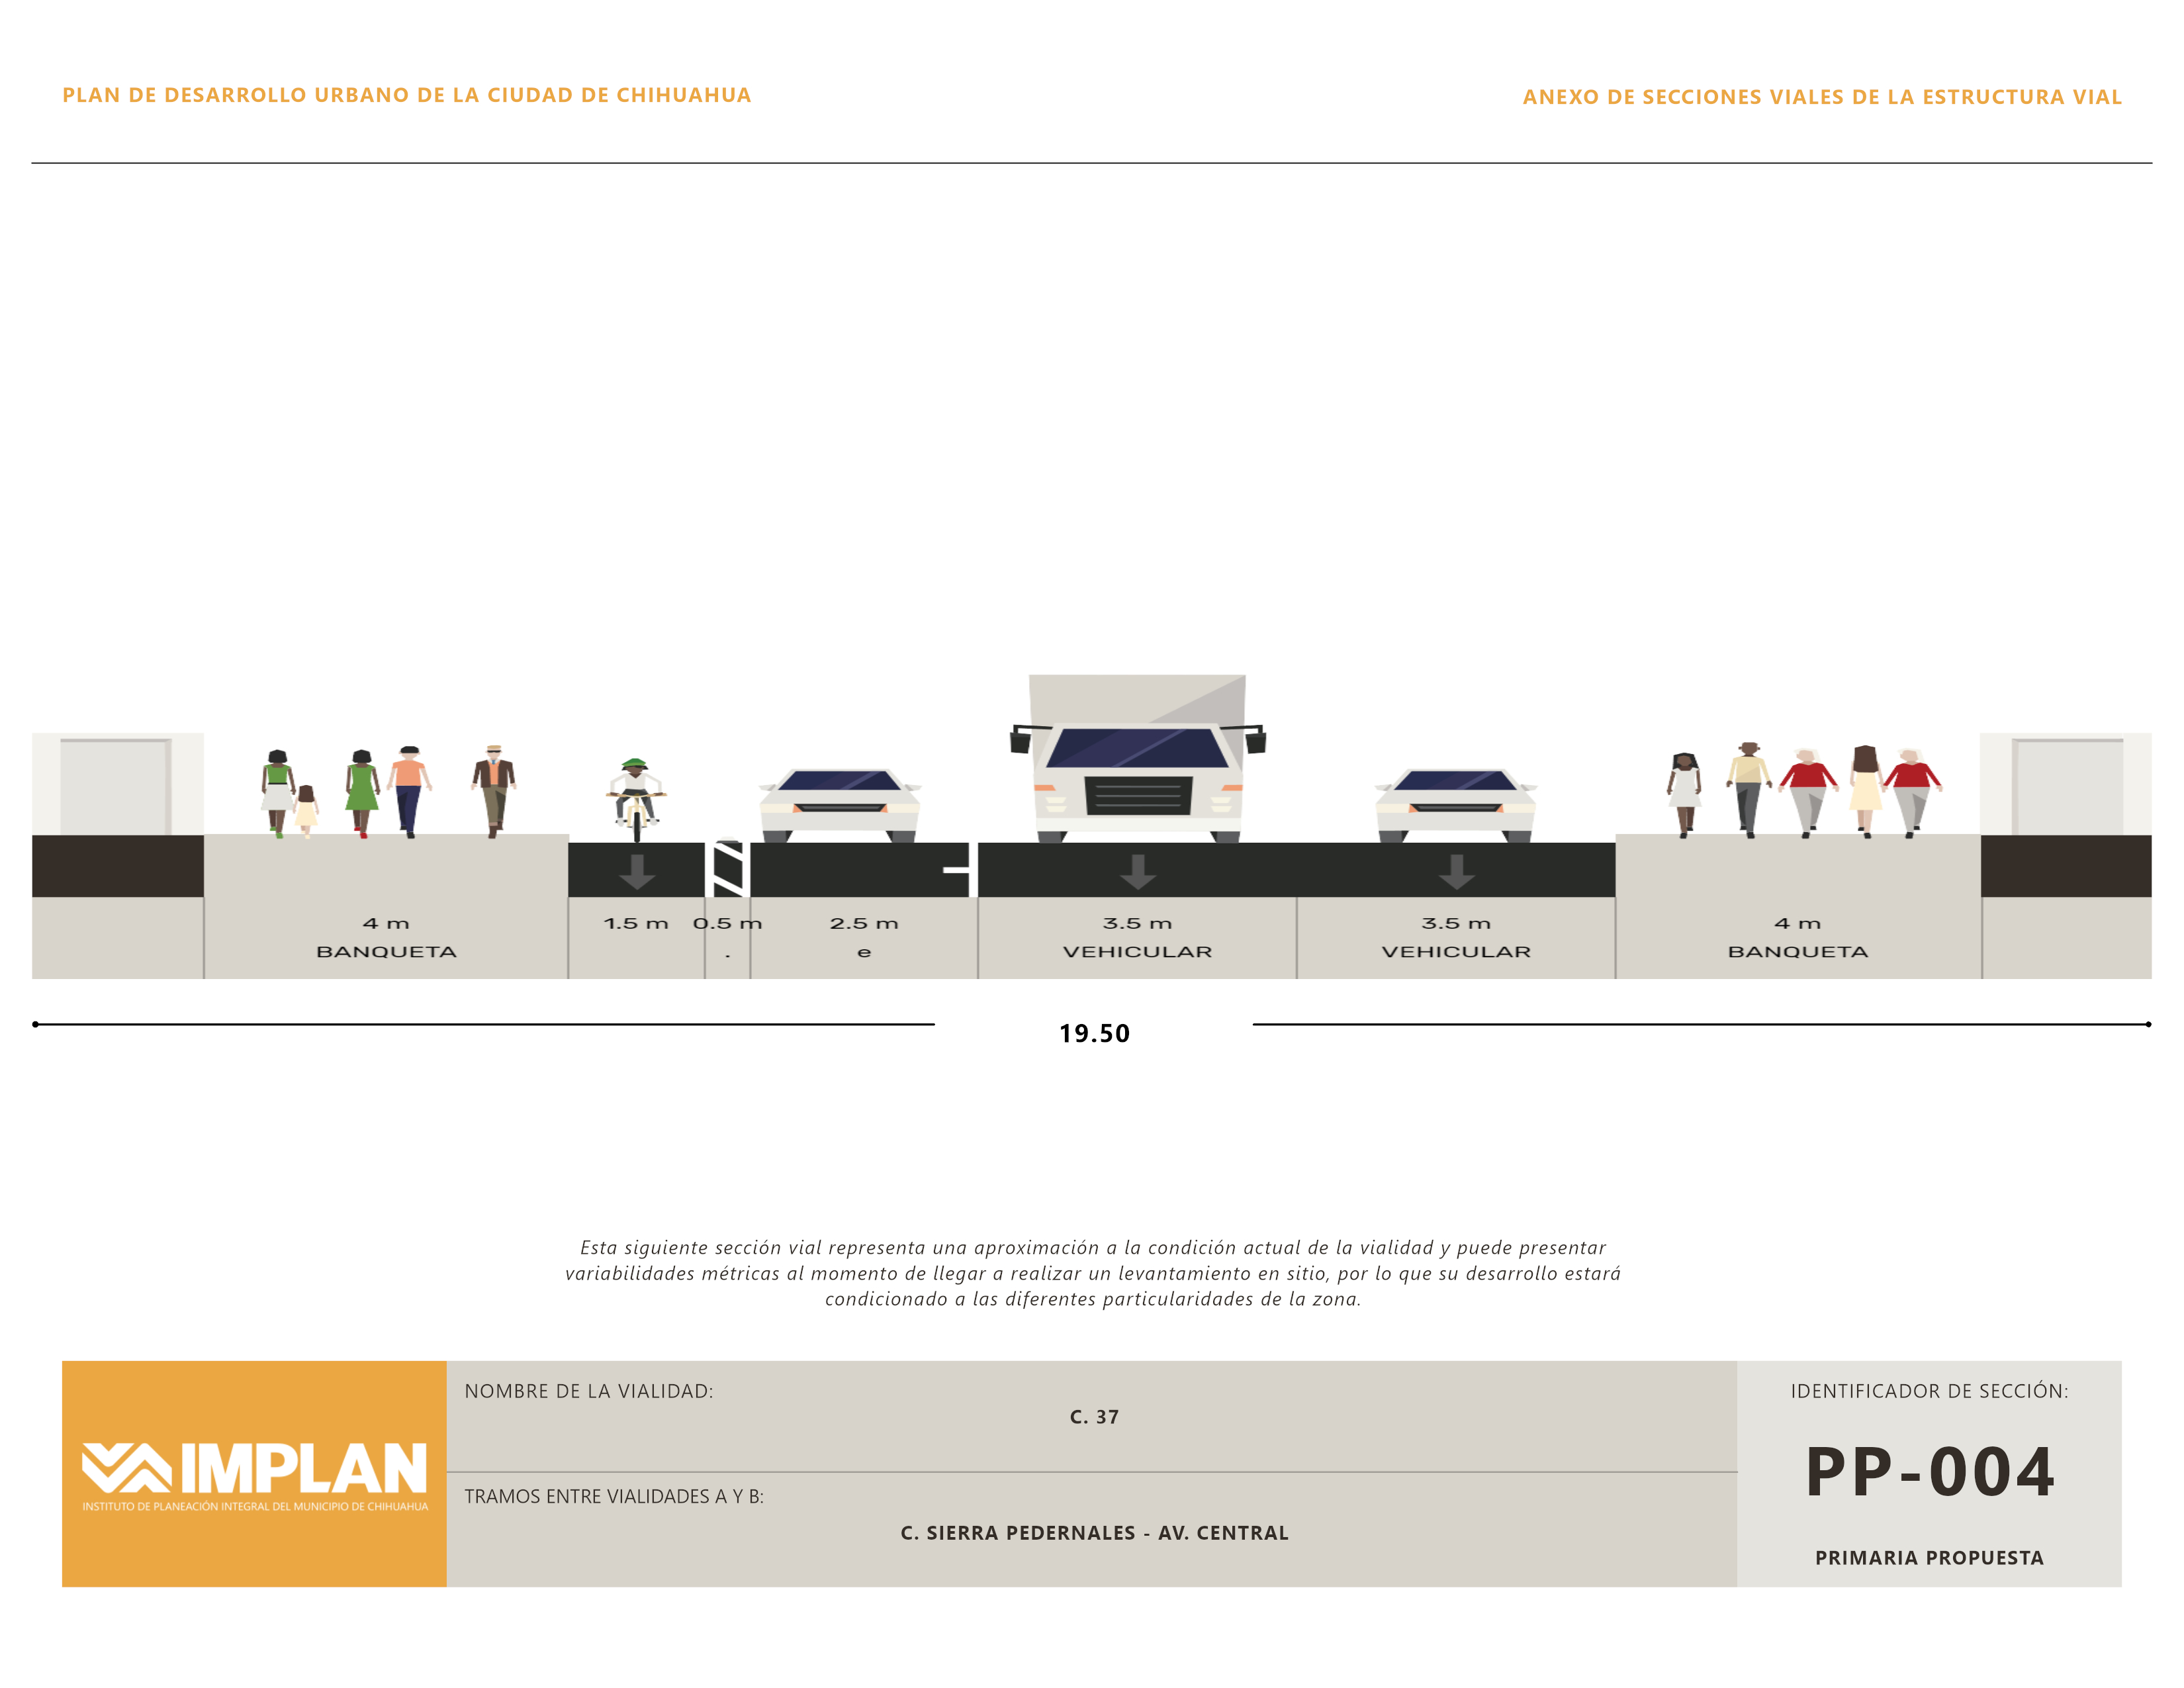 PLAN DE DESARROLLO URBANO DE LA CIUDAD DE CHIHUAHUA
ANEXO DE SECCIONES VIALES DE LA ESTRUCTURA VIAL
4 m
BANQUETA
1.5 m
0.5 m
.
2.5 m
e
3.5 m
VEHICULAR
3.5 m
VEHICULAR
4 m
BANQUETA
19.50
Esta siguiente sección vial representa una aproximación a la condición actual de la vialidad y puede presentar
variabilidades métricas al momento de llegar a realizar un levantamiento en sitio, por lo que su desarrollo estará
condicionado a las diferentes particularidades de la zona.
IMPLAN
INSTITUTO DE PLANEACIÓN INTEGRAL DEL MUNICIPIO DE CHIHUAHUA
NOMBRE DE LA VIALIDAD:
C. 37
TRAMOS ENTRE VIALIDADES A Y B:
C. SIERRA PEDERNALES - AV. CENTRAL
IDENTIFICADOR DE SECCIÓN:
PP-004
PRIMARIA PROPUESTA